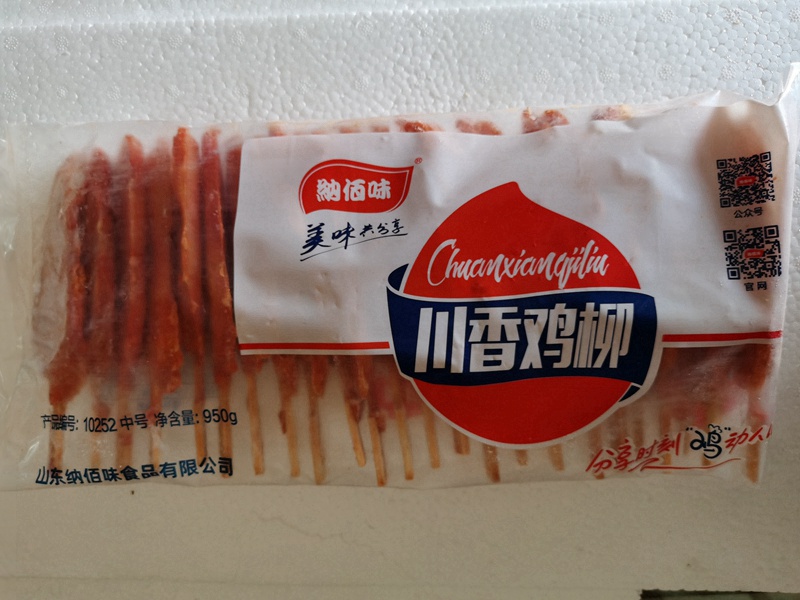 納佰味
®
美味共分享
Chuanxiangjiliu
川香鸡柳
公众号
官网
产品编号: 10252 中号 净含量: 950g
山东纳佰味食品有限公司
分享时刻"鸡"动人